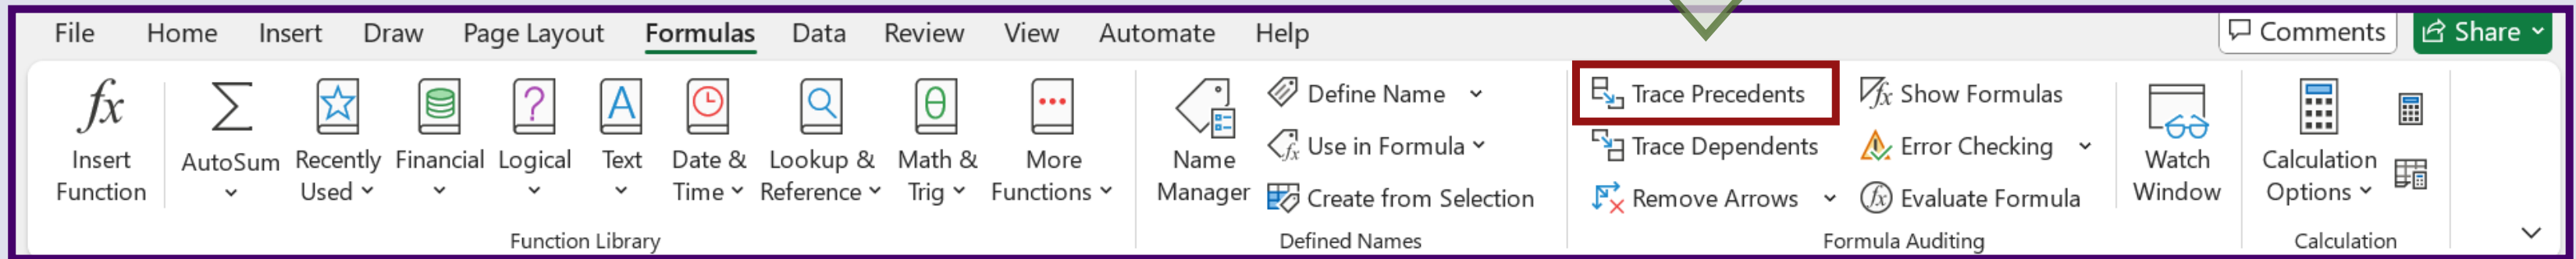 File Home Insert Draw Page Layout Formulas Data Review View Automate Help Comments Share
Insert Function
AutoSum
Recently Used
Financial
Logical
Text
Date & Time
Lookup & Reference
Math & Trig
More Functions
Function Library
Name Manager
Define Name
Use in Formula
Create from Selection
Defined Names
Trace Precedents
Trace Dependents
Remove Arrows
Show Formulas
Error Checking
Evaluate Formula
Watch Window
Formula Auditing
Calculation Options
Calculation